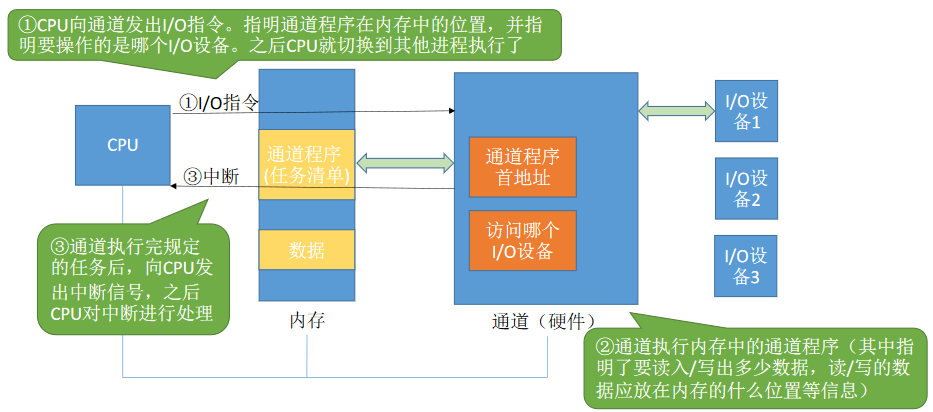 ①CPU向通道发出I/O指令。指明通道程序在内存中的位置，并指
明要操作的是哪个I/O设备。之后CPU就切换到其他进程执行了
①I/O指令
CPU
通道程序
(任务清单)
③中断
数据
内存
通道程序
首地址
访问哪个
I/O设备
通道（硬件）
I/O设
备1
I/O设
备2
I/O设
备3
③通道执行完规定
的任务后，向CPU发
出中断信号，之后
CPU对中断进行处理
②通道执行内存中的通道程序（其中指
明了要读入/写出多少数据，读/写的数
据应放在内存的什么位置等信息）